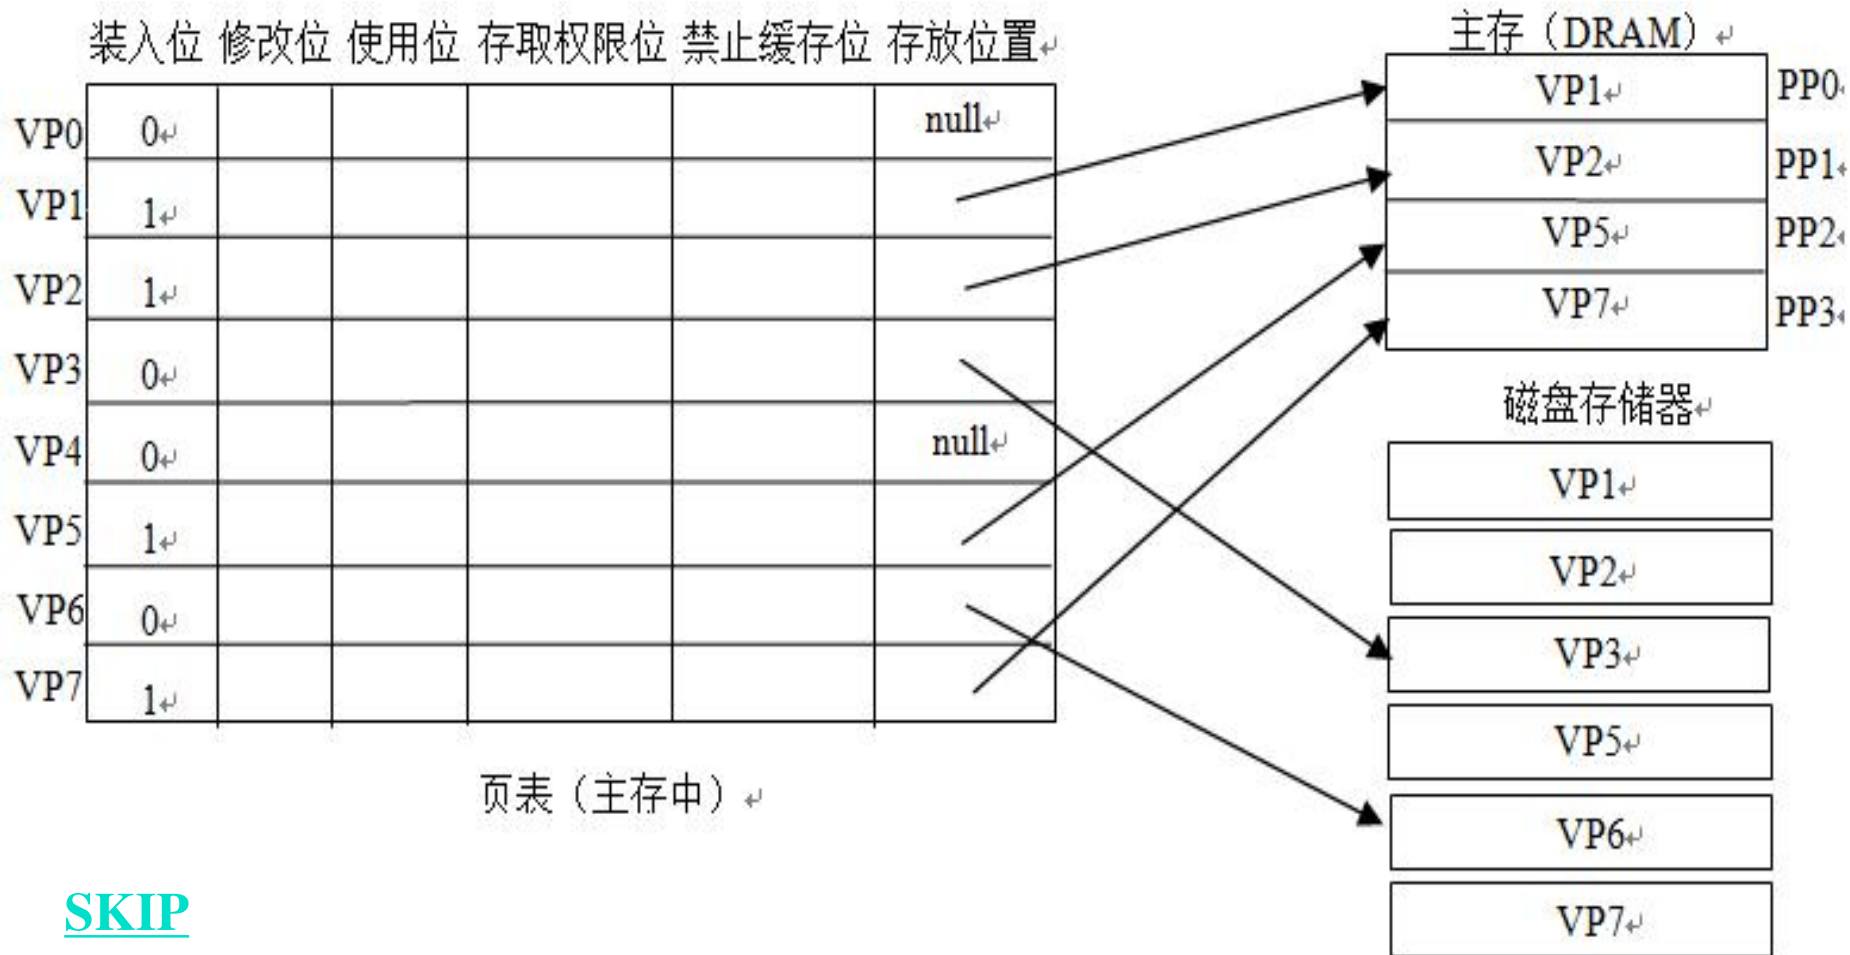 装入位 修改位 使用位 存取权限位 禁止缓存位 存放位置
VP0 0 null
VP1 1
VP2 1
VP3 0
VP4 0 null
VP5 1
VP6 0
VP7 1
页表（主存中）
主存（DRAM）
VP1 PP0
VP2 PP1
VP5 PP2
VP7 PP3
磁盘存储器
VP1
VP2
VP3
VP5
VP6
VP7
SKIP